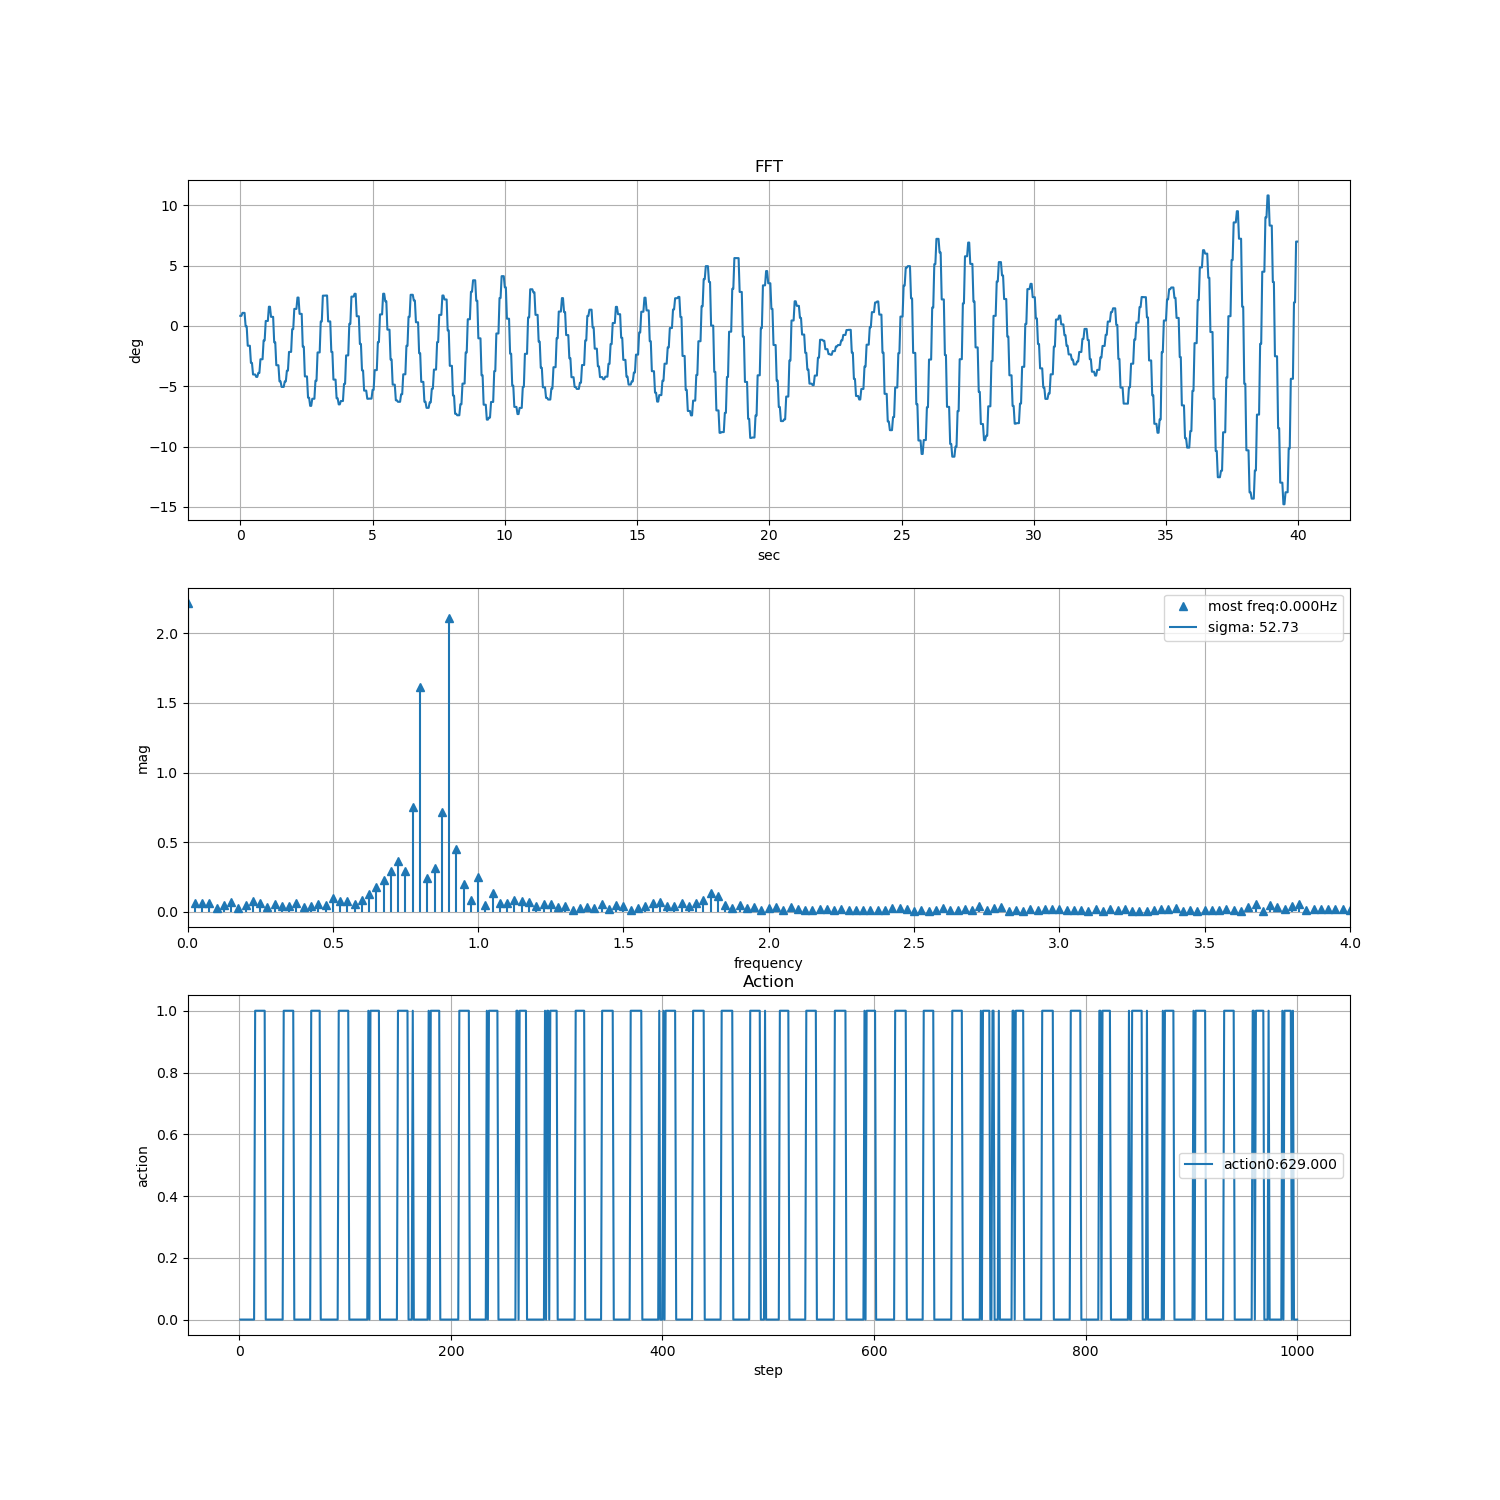 FFT
10
5
0
−5
−10
−15
deg
0 5 10 15 20 25 30 35 40
sec
most freq:0.000Hz
sigma: 52.73
2.0
1.5
1.0
0.5
0.0
mag
0.0 0.5 1.0 1.5 2.0 2.5 3.0 3.5 4.0
frequency
Action
1.0
0.8
0.6
0.4
0.2
0.0
action
action0:629.000
0 200 400 600 800 1000
step